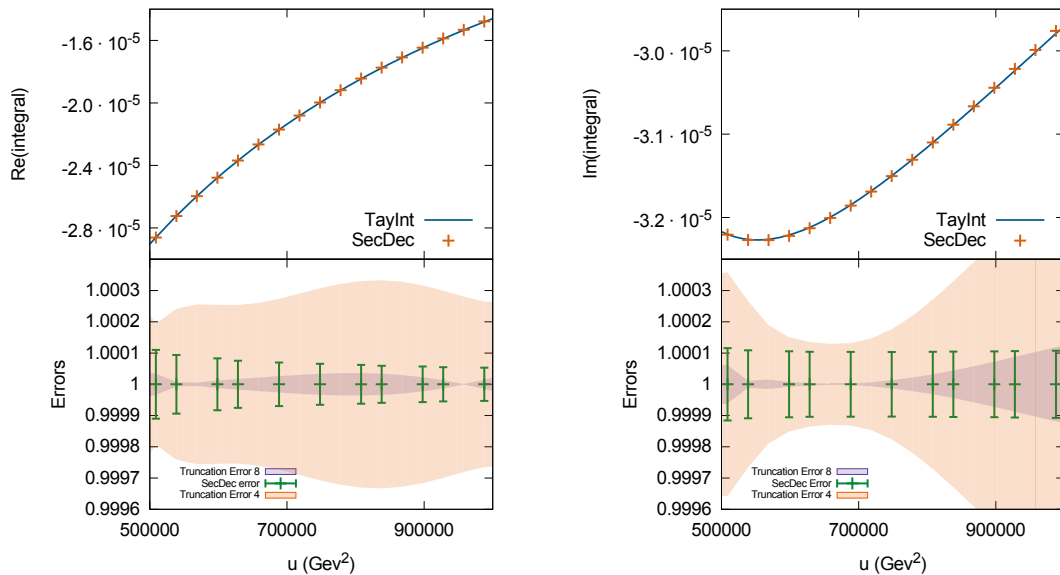 Re(integral)
-1.6 · 10⁻⁵
-2.0 · 10⁻⁵
-2.4 · 10⁻⁵
-2.8 · 10⁻⁵
TayInt
SecDec
Errors
1.0003
1.0002
1.0001
1
0.9999
0.9998
0.9997
0.9996
Truncation Error 8
SecDec error
Truncation Error 4
500000 700000 900000
u (Gev²)
Im(integral)
-3.0 · 10⁻⁵
-3.1 · 10⁻⁵
-3.2 · 10⁻⁵
TayInt
SecDec
Errors
1.0003
1.0002
1.0001
1
0.9999
0.9998
0.9997
0.9996
Truncation Error 8
SecDec Error
Truncation Error 4
500000 700000 900000
u (Gev²)